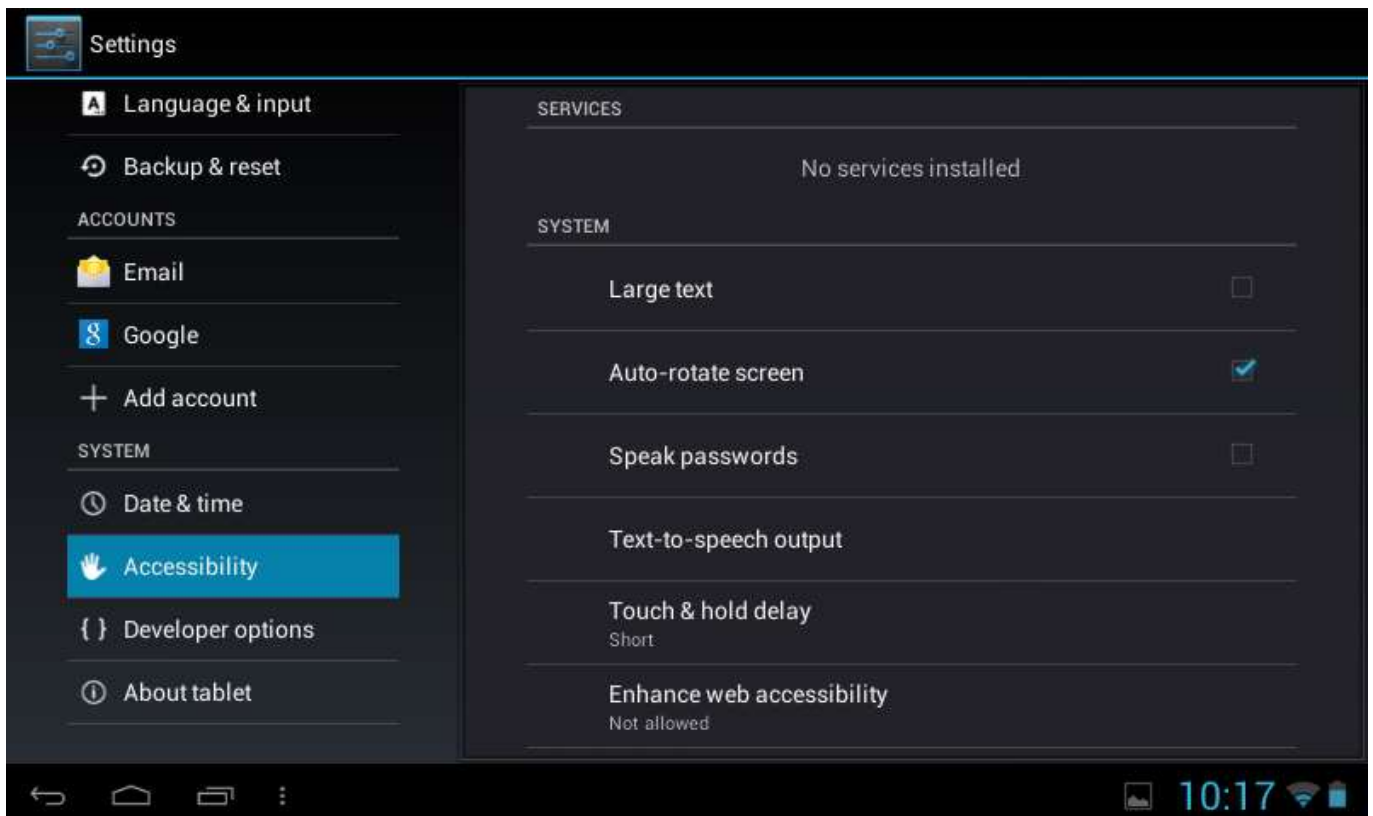 Settings
Language & input
Backup & reset
ACCOUNTS
Email
Google
Add account
SYSTEM
Date & time
Accessibility
{ } Developer options
About tablet
SERVICES
No services installed
SYSTEM
Large text
Auto-rotate screen
Speak passwords
Text-to-speech output
Touch & hold delay
Short
Enhance web accessibility
Not allowed
10:17